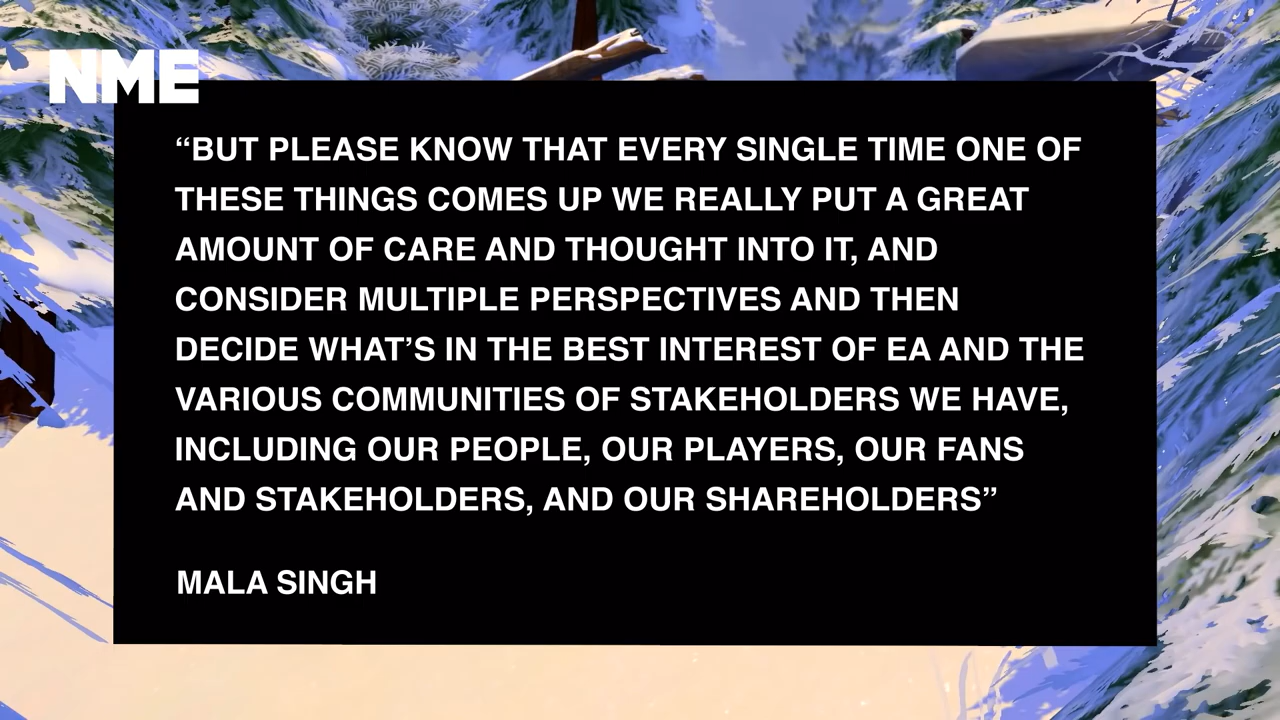 NME
“BUT PLEASE KNOW THAT EVERY SINGLE TIME ONE OF
THESE THINGS COMES UP WE REALLY PUT A GREAT
AMOUNT OF CARE AND THOUGHT INTO IT, AND
CONSIDER MULTIPLE PERSPECTIVES AND THEN
DECIDE WHAT’S IN THE BEST INTEREST OF EA AND THE
VARIOUS COMMUNITIES OF STAKEHOLDERS WE HAVE,
INCLUDING OUR PEOPLE, OUR PLAYERS, OUR FANS
AND STAKEHOLDERS, AND OUR SHAREHOLDERS”
MALA SINGH